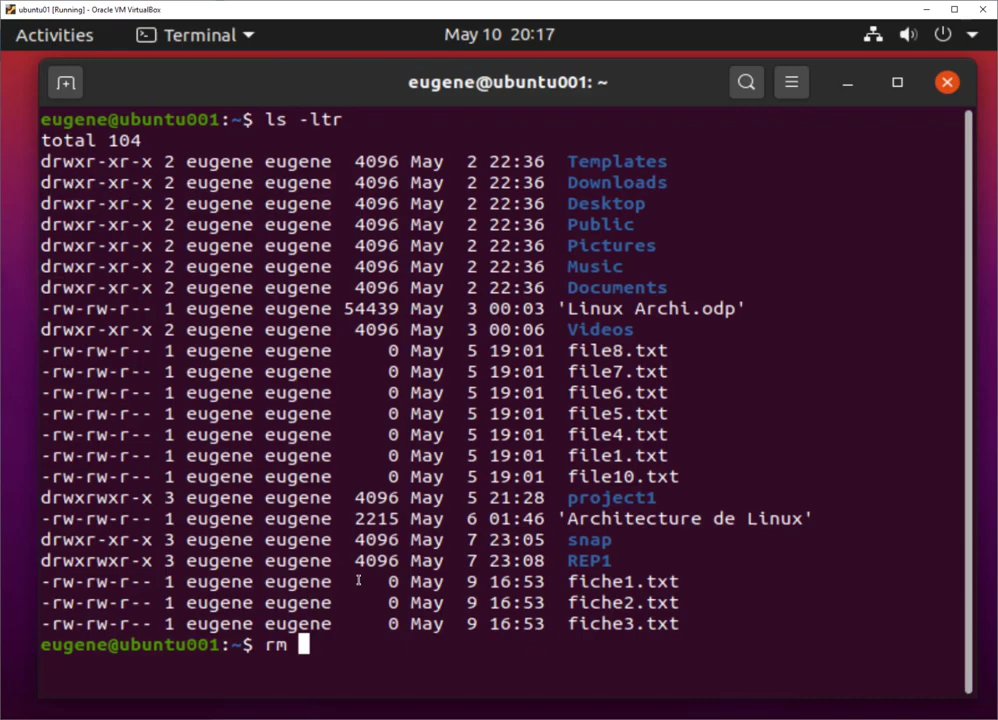 ubuntu01 [Running] - Oracle VM VirtualBox
Activities Terminal May 10 20:17
eugene@ubuntu001: ~
eugene@ubuntu001:~$ ls -ltr
total 104
drwxr-xr-x 2 eugene eugene  4096 May  2 22:36  Templates
drwxr-xr-x 2 eugene eugene  4096 May  2 22:36  Downloads
drwxr-xr-x 2 eugene eugene  4096 May  2 22:36  Desktop
drwxr-xr-x 2 eugene eugene  4096 May  2 22:36  Public
drwxr-xr-x 2 eugene eugene  4096 May  2 22:36  Pictures
drwxr-xr-x 2 eugene eugene  4096 May  2 22:36  Music
drwxr-xr-x 2 eugene eugene  4096 May  2 22:36  Documents
-rw-rw-r-- 1 eugene eugene 54439 May  3 00:03 'Linux Archi.odp'
drwxr-xr-x 2 eugene eugene  4096 May  3 00:06  Videos
-rw-rw-r-- 1 eugene eugene     0 May  5 19:01  file8.txt
-rw-rw-r-- 1 eugene eugene     0 May  5 19:01  file7.txt
-rw-rw-r-- 1 eugene eugene     0 May  5 19:01  file6.txt
-rw-rw-r-- 1 eugene eugene     0 May  5 19:01  file5.txt
-rw-rw-r-- 1 eugene eugene     0 May  5 19:01  file4.txt
-rw-rw-r-- 1 eugene eugene     0 May  5 19:01  file1.txt
-rw-rw-r-- 1 eugene eugene     0 May  5 19:01  file10.txt
drwxrwxr-x 3 eugene eugene  4096 May  5 21:28  project1
-rw-rw-r-- 1 eugene eugene  2215 May  6 01:46 'Architecture de Linux'
drwxr-xr-x 3 eugene eugene  4096 May  7 23:05  snap
drwxrwxr-x 3 eugene eugene  4096 May  7 23:08  REP1
-rw-rw-r-- 1 eugene eugene     0 May  9 16:53  fiche1.txt
-rw-rw-r-- 1 eugene eugene     0 May  9 16:53  fiche2.txt
-rw-rw-r-- 1 eugene eugene     0 May  9 16:53  fiche3.txt
eugene@ubuntu001:~$ rm